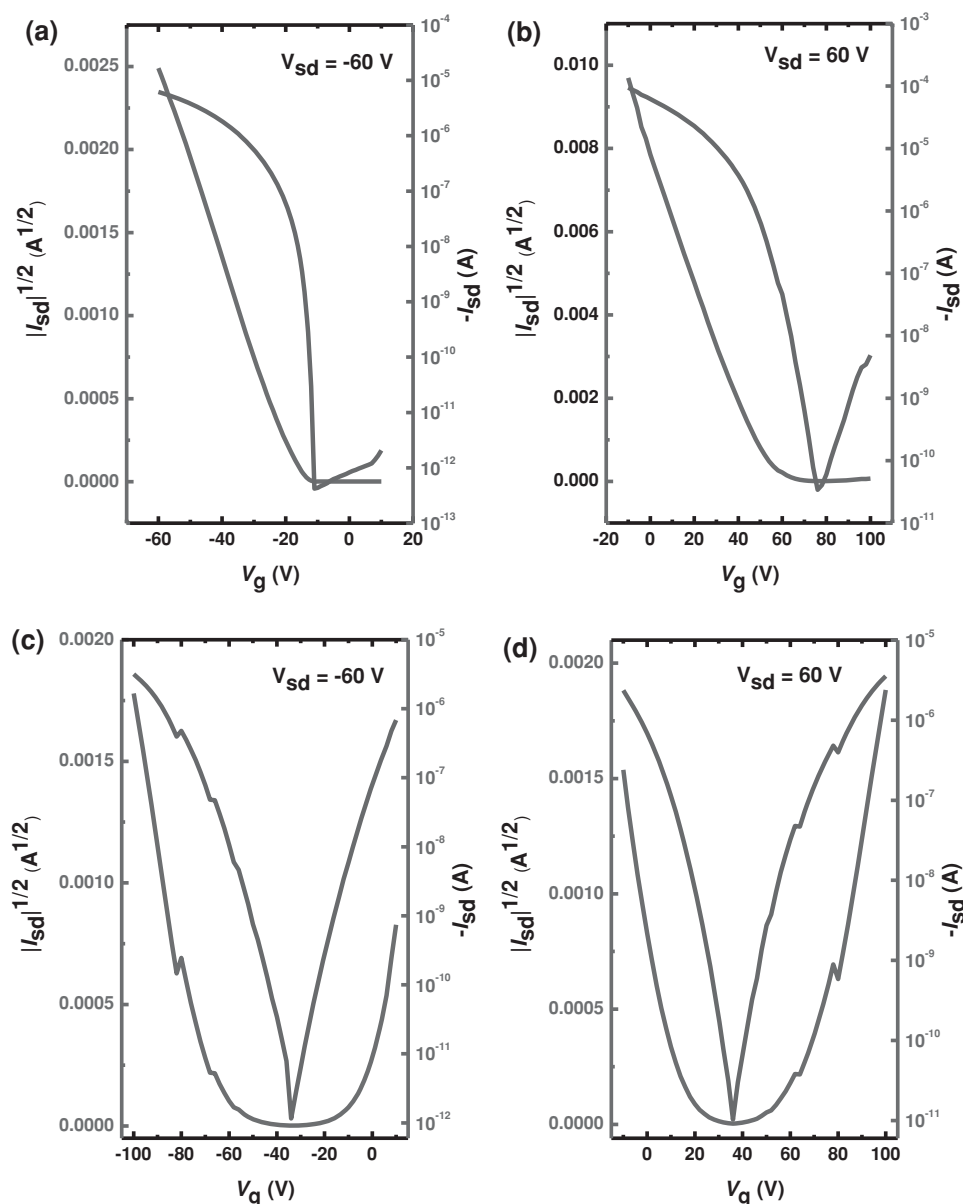 (a)
V_sd = -60 V
|I_sd|^1/2 (A^1/2)
0.0025
0.0020
0.0015
0.0010
0.0005
0.0000
10^-4
10^-5
10^-6
10^-7
10^-8
10^-9
10^-10
10^-11
10^-12
10^-13
-I_sd (A)
-60 -40 -20 0 20
V_g (V)
(b)
V_sd = 60 V
|I_sd|^1/2 (A^1/2)
0.010
0.008
0.006
0.004
0.002
0.000
10^-3
10^-4
10^-5
10^-6
10^-7
10^-8
10^-9
10^-10
10^-11
-I_sd (A)
-20 0 20 40 60 80 100
V_g (V)
(c)
V_sd = -60 V
|I_sd|^1/2 (A^1/2)
0.0020
0.0015
0.0010
0.0005
0.0000
10^-5
10^-6
10^-7
10^-8
10^-9
10^-10
10^-11
10^-12
-I_sd (A)
-100 -80 -60 -40 -20 0
V_g (V)
(d)
V_sd = 60 V
|I_sd|^1/2 (A^1/2)
0.0020
0.0015
0.0010
0.0005
0.0000
10^-5
10^-6
10^-7
10^-8
10^-9
10^-10
10^-11
-I_sd (A)
0 20 40 60 80 100
V_g (V)